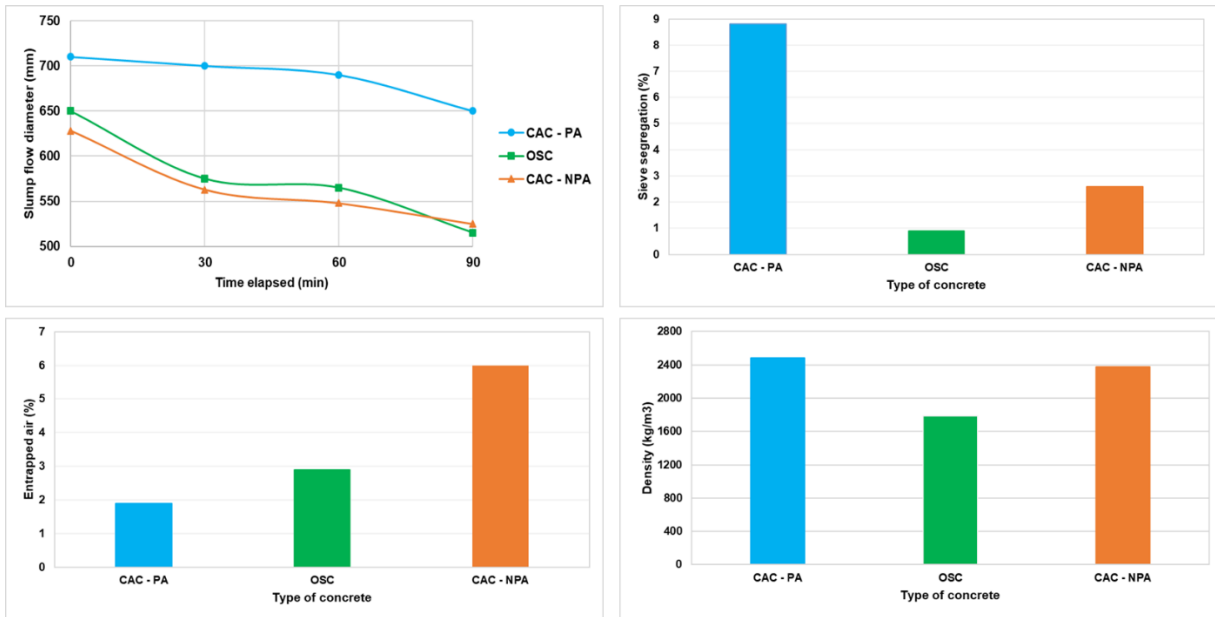 750
700
650
600
550
500
Slump flow diameter (mm)
0 30 60 90
Time elapsed (min)
CAC - PA
OSC
CAC - NPA
9
8
7
6
5
4
3
2
1
0
Sieve segregation (%)
CAC - PA OSC CAC - NPA
Type of concrete
7
6
5
4
3
2
1
0
Entrapped air (%)
CAC - PA OSC CAC - NPA
Type of concrete
2800
2400
2000
1600
1200
800
400
0
Density (kg/m3)
CAC - PA OSC CAC - NPA
Type of concrete